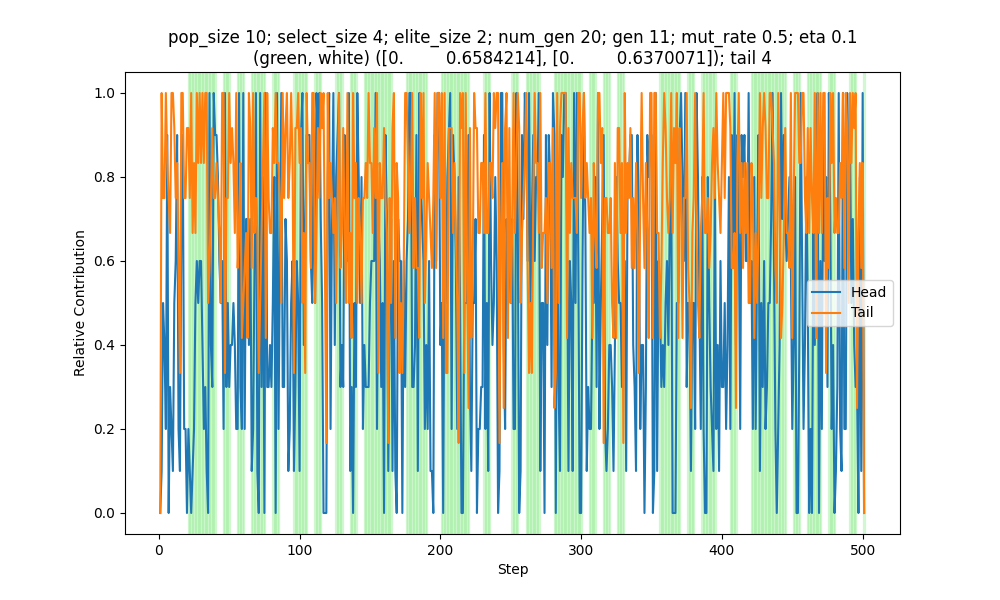 pop_size 10; select_size 4; elite_size 2; num_gen 20; gen 11; mut_rate 0.5; eta 0.1
(green, white) ([0. 0.6584214], [0. 0.6370071]); tail 4
1.0
0.8
0.6
0.4
0.2
0.0
Relative Contribution
Head
Tail
0 100 200 300 400 500
Step